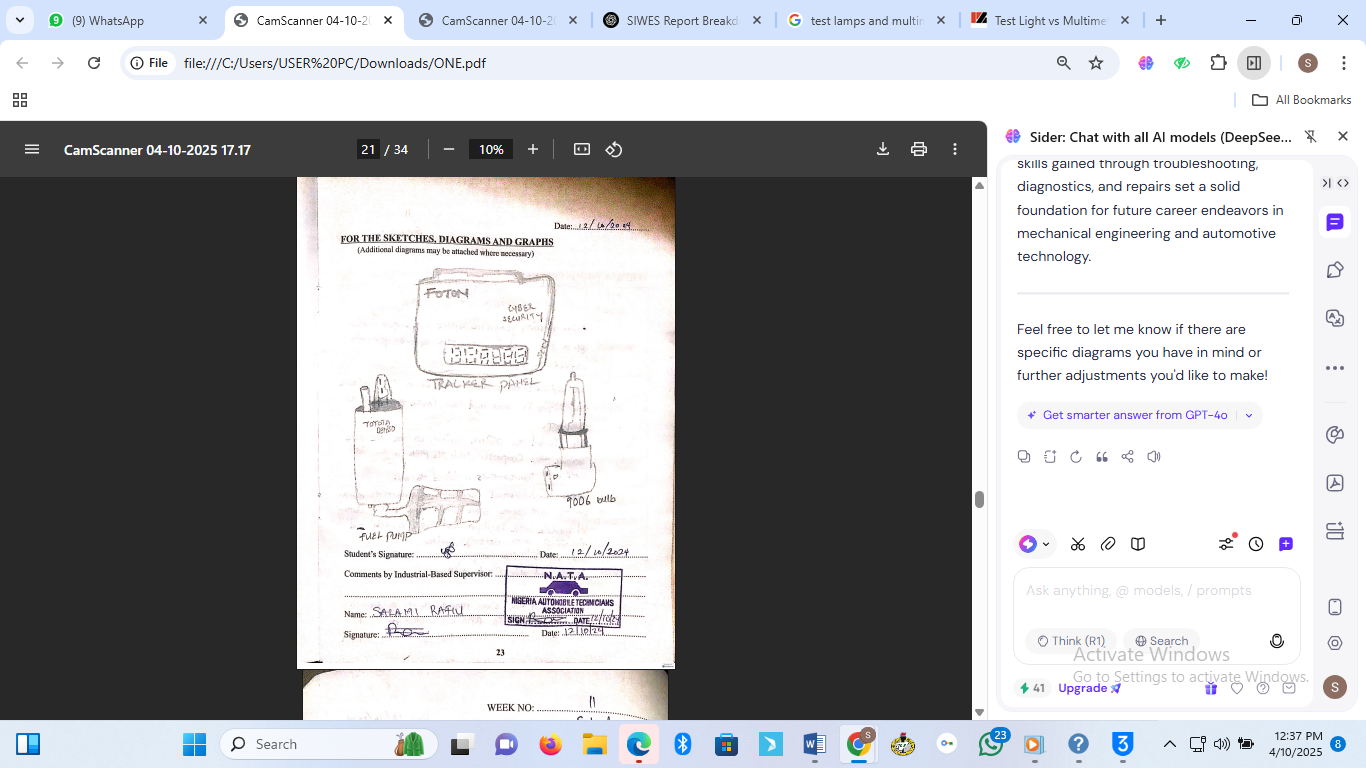 (9) WhatsApp
CamScanner 04-10-2
CamScanner 04-10-2
SIWES Report Breakd
test lamps and multim
Test Light vs Multime
File
file:///C:/Users/USER%20PC/Downloads/ONE.pdf
S
All Bookmarks
CamScanner 04-10-2025 17.17
21 / 34
10%
Date: 12/10/2024
FOR THE SKETCHES, DIAGRAMS AND GRAPHS
(Additional diagrams may be attached where necessary)
FOTON
CYBER
SECURITY
TRACKER PANEL
TOYOTA
9006 bulb
FUEL PUMP
Student's Signature:
Date: 12/10/2024
Comments by Industrial-Based Supervisor:
N.A.T.A.
NIGERIA AUTOMOBILE TECHNICIANS
ASSOCIATION
SIGN DATE 12/10/24
Name: SALAMI RAFIU
Signature:
Date: 12/10/24
23
WEEK NO: 11
Sider: Chat with all AI models (DeepSee...
skills gained through troubleshooting,
diagnostics, and repairs set a solid
foundation for future career endeavors in
mechanical engineering and automotive
technology.
Feel free to let me know if there are
specific diagrams you have in mind or
further adjustments you'd like to make!
Get smarter answer from GPT-4o
Ask anything, @ models, / prompts
Think (R1)
Search
Activate Windows
Go to Settings to activate Windows.
41
Upgrade
S
Search
S
23
12:37 PM
4/10/2025
8